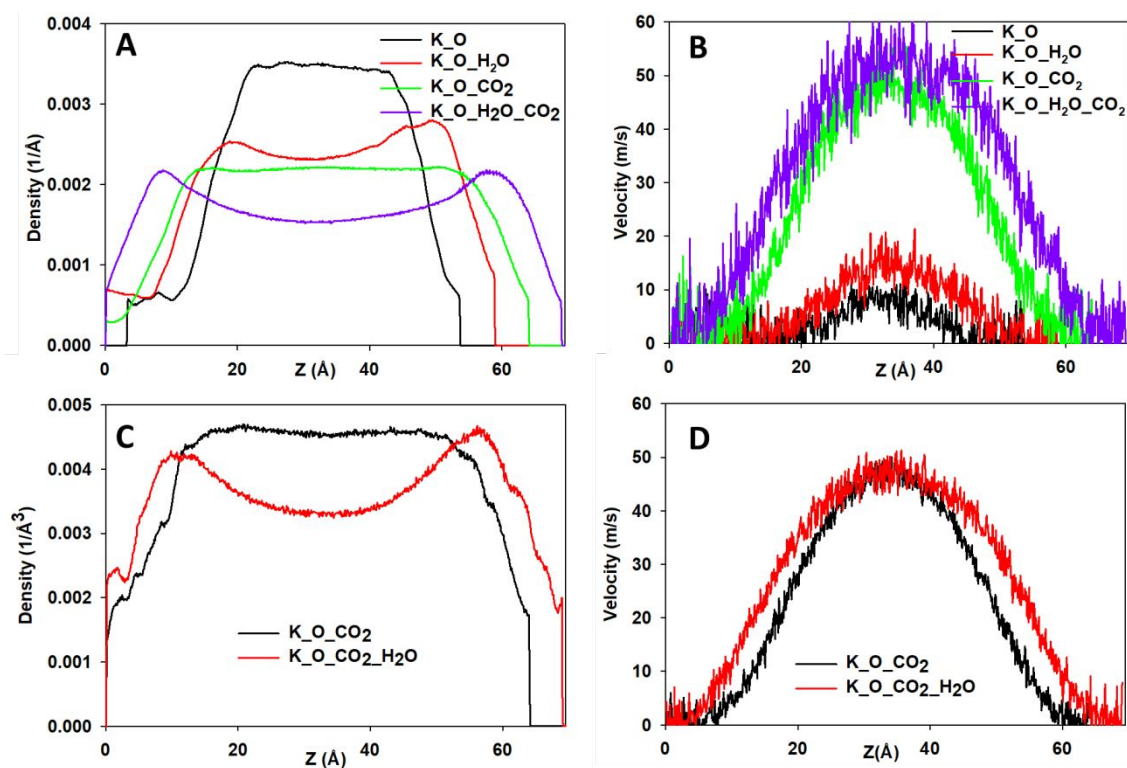 A
K_O
K_O_H₂O
K_O_CO₂
K_O_H₂O_CO₂
Density (1/Å)
0.004
0.003
0.002
0.001
0.000
0 20 40 60
Z (Å)
B
K_O
K_O_H₂O
K_O_CO₂
K_O_H₂O_CO₂
Velocity (m/s)
60
50
40
30
20
10
0
0 20 40 60
Z (Å)
C
K_O_CO₂
K_O_CO₂_H₂O
Density (1/Å³)
0.005
0.004
0.003
0.002
0.001
0.000
0 20 40 60
Z (Å)
D
K_O_CO₂
K_O_CO₂_H₂O
Velocity (m/s)
60
50
40
30
20
10
0
0 20 40 60
Z(Å)